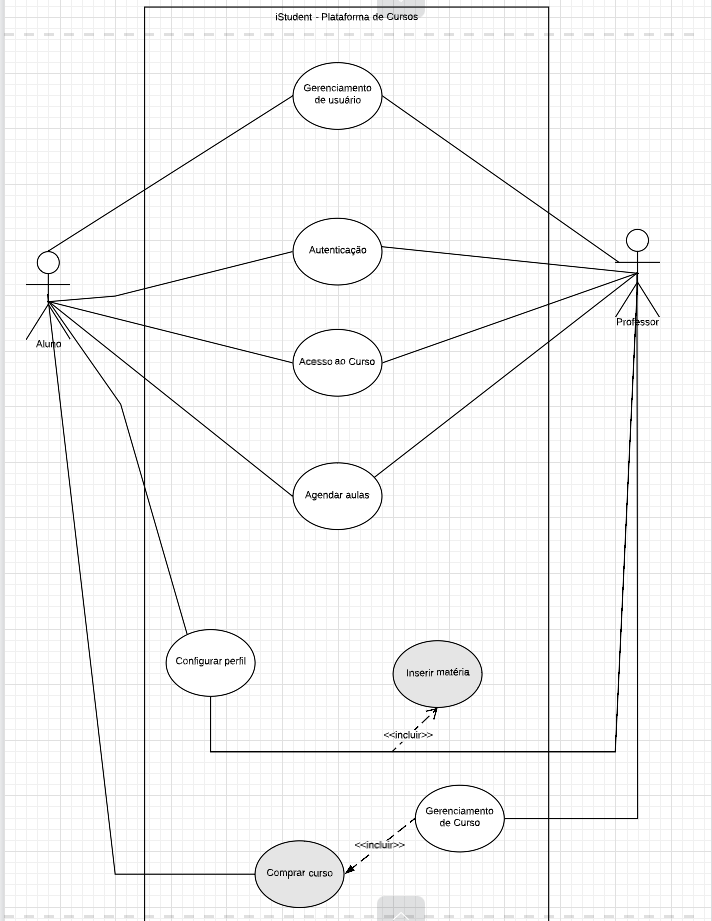 iStudent - Plataforma de Cursos
Gerenciamento
de usuário
Autenticação
Professor
Aluno
Acesso ao Curso
Agendar aulas
Configurar perfil
Inserir matéria
<<incluir>>
Gerenciamento
de Curso
<<incluir>>
Comprar curso